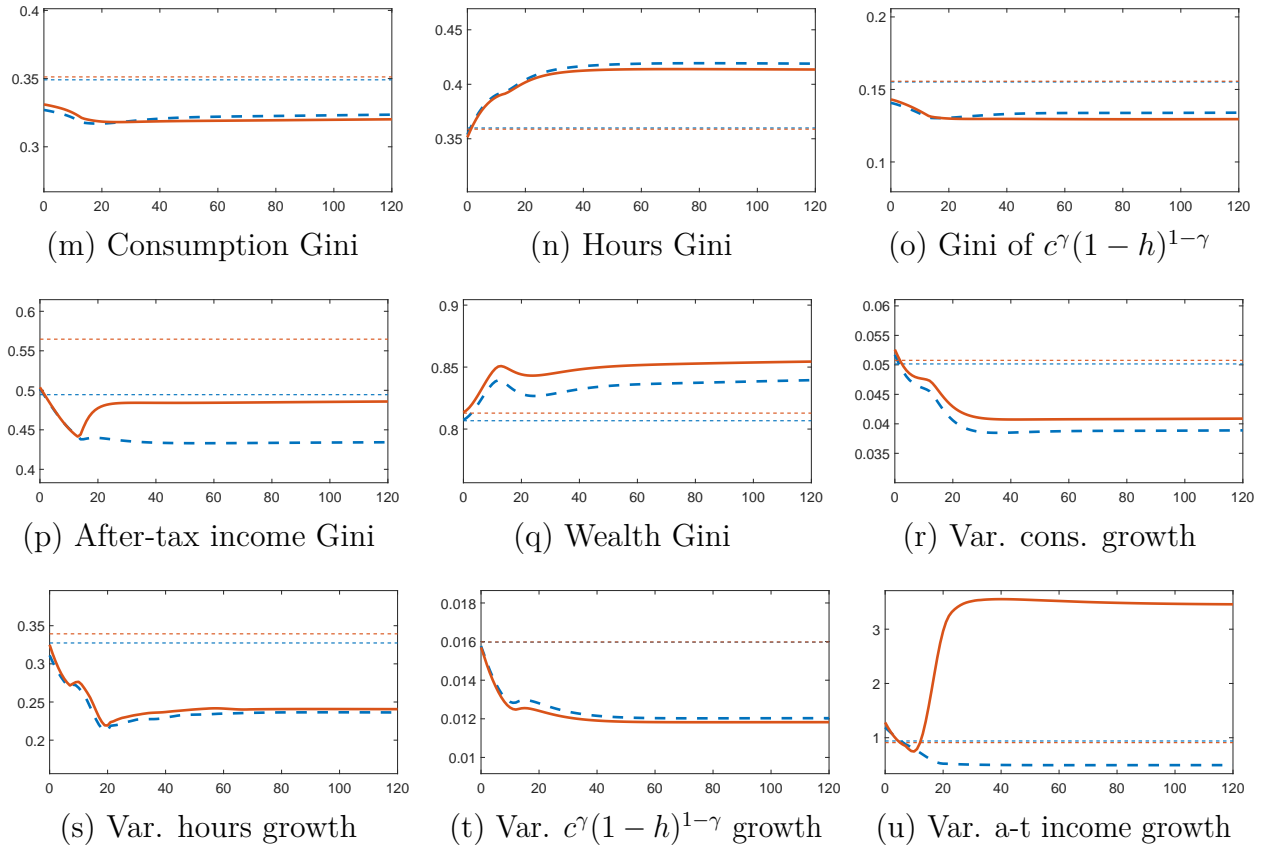 0.4
0.35
0.3
0 20 40 60 80 100 120
(m) Consumption Gini
0.45
0.4
0.35
0 20 40 60 80 100 120
(n) Hours Gini
0.2
0.15
0.1
0 20 40 60 80 100 120
(o) Gini of c^γ(1 − h)^{1−γ}
0.6
0.55
0.5
0.45
0.4
0 20 40 60 80 100 120
(p) After-tax income Gini
0.9
0.85
0.8
0 20 40 60 80 100 120
(q) Wealth Gini
0.06
0.055
0.05
0.045
0.04
0.035
0 20 40 60 80 100 120
(r) Var. cons. growth
0.35
0.3
0.25
0.2
0 20 40 60 80 100 120
(s) Var. hours growth
0.018
0.016
0.014
0.012
0.01
0 20 40 60 80 100 120
(t) Var. c^γ(1 − h)^{1−γ} growth
3
2
1
0 20 40 60 80 100 120
(u) Var. a-t income growth